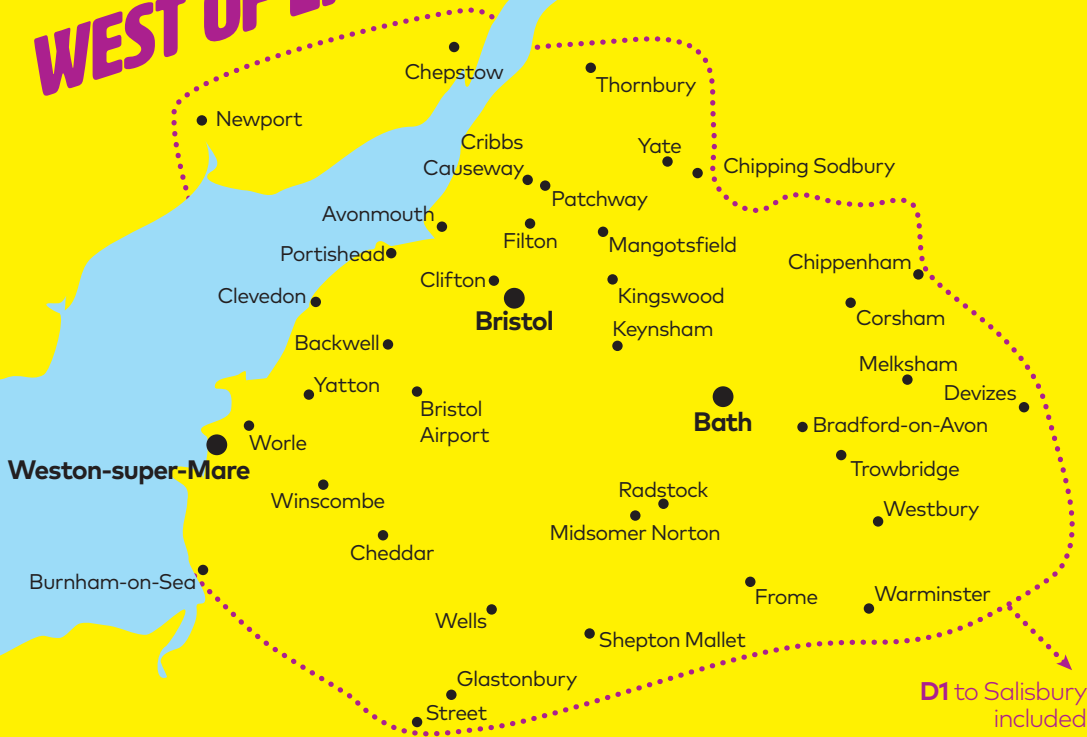 WEST OF
Chepstow
Thornbury
Newport
Cribbs
Causeway
Yate
Chipping Sodbury
Patchway
Avonmouth
Filton
Mangotsfield
Portishead
Chippenham
Clifton
Kingswood
Clevedon
Bristol
Corsham
Keynsham
Backwell
Melksham
Yatton
Devizes
Bristol
Airport
Bath
Bradford-on-Avon
Worle
Weston-super-Mare
Trowbridge
Winscombe
Radstock
Westbury
Midsomer Norton
Cheddar
Burnham-on-Sea
Frome
Warminster
Wells
Shepton Mallet
Glastonbury
Street
D1 to Salisbury
included